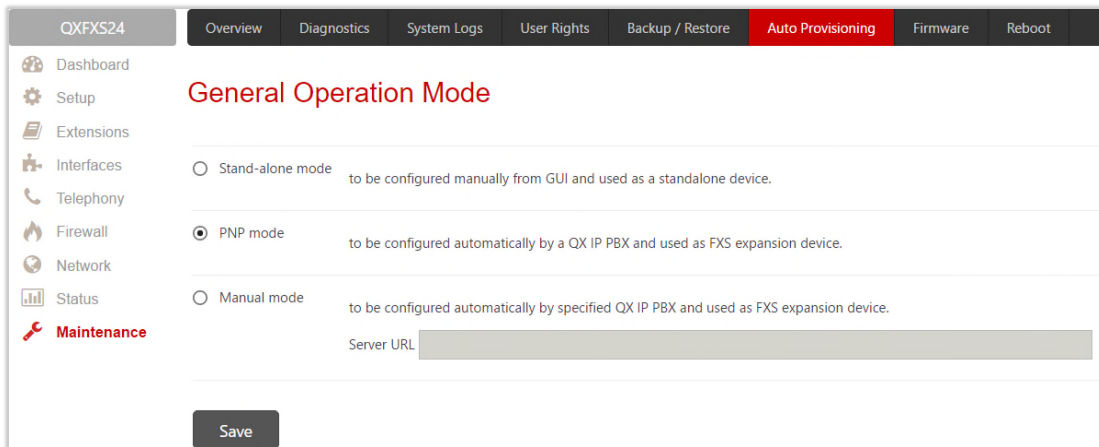 QXFXS24
Overview Diagnostics System Logs User Rights Backup / Restore Auto Provisioning Firmware Reboot
Dashboard
Setup
Extensions
Interfaces
Telephony
Firewall
Network
Status
Maintenance
General Operation Mode
Stand-alone mode
to be configured manually from GUI and used as a standalone device.
PNP mode
to be configured automatically by a QX IP PBX and used as FXS expansion device.
Manual mode
to be configured automatically by specified QX IP PBX and used as FXS expansion device.
Server URL
Save